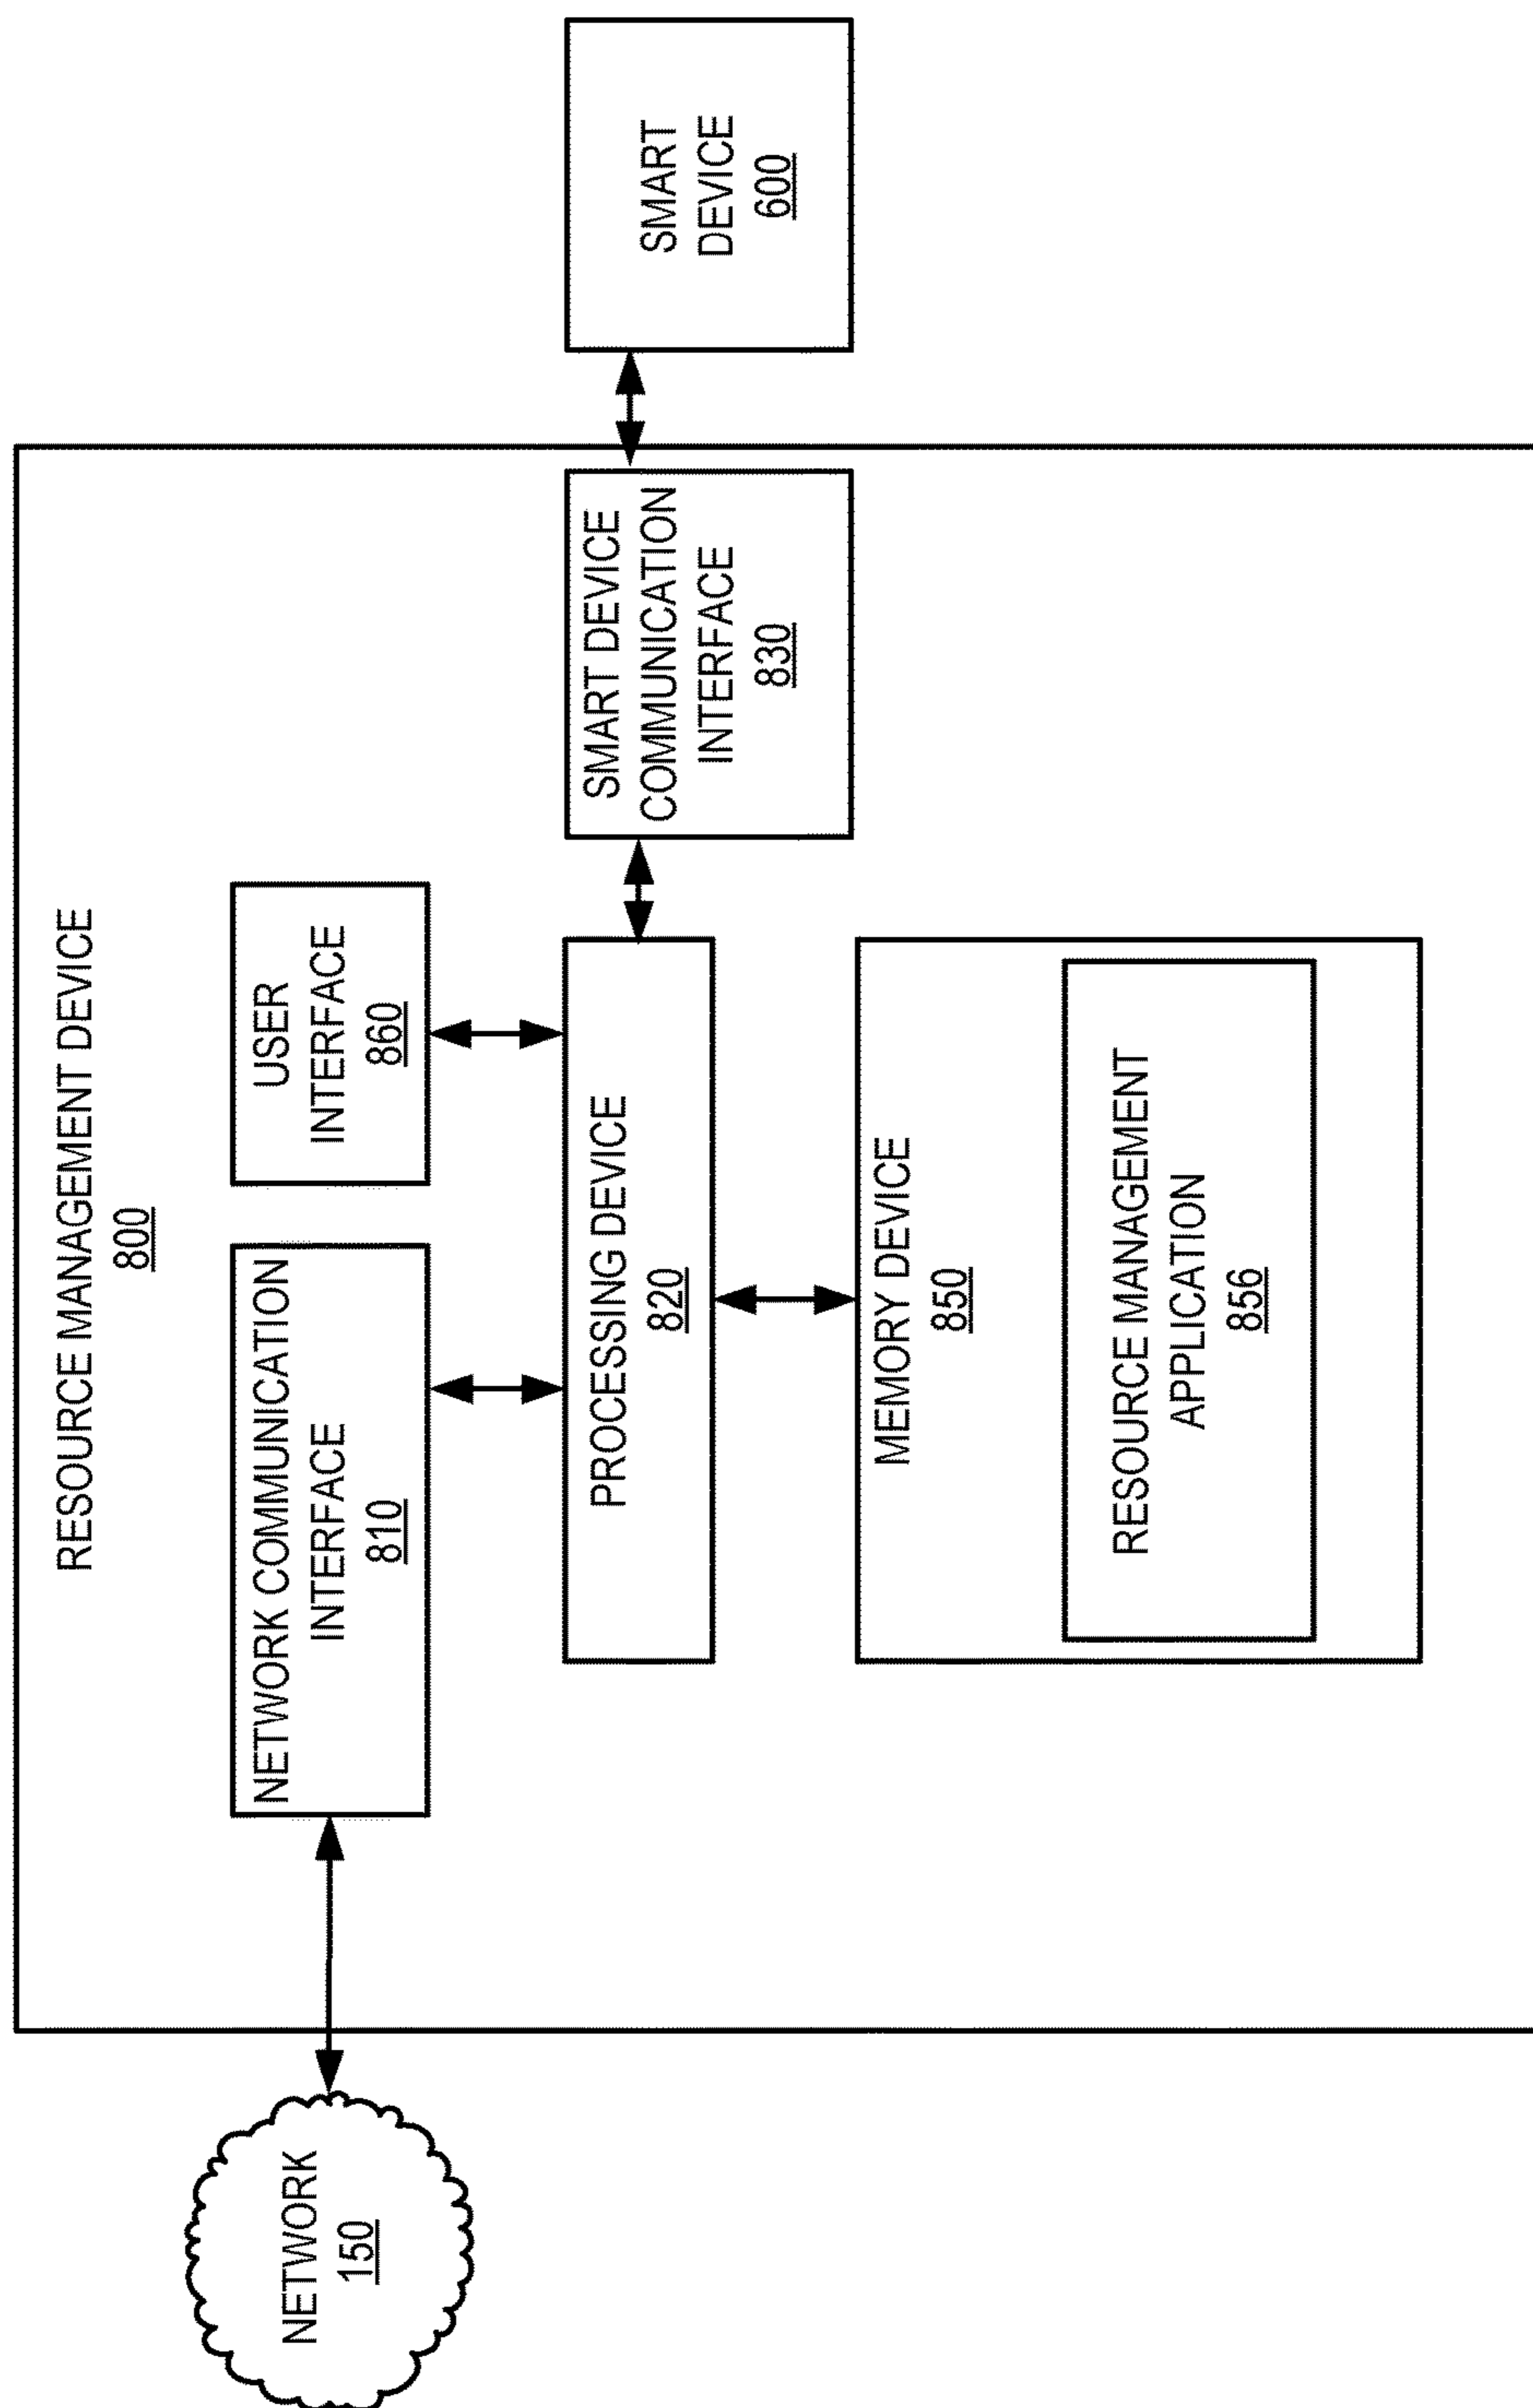 RESOURCE MANAGEMENT DEVICE
800
NETWORK
150
NETWORK COMMUNICATION
INTERFACE
810
USER
INTERFACE
860
PROCESSING DEVICE
820
SMART DEVICE
COMMUNICATION
INTERFACE
830
SMART
DEVICE
600
MEMORY DEVICE
850
RESOURCE MANAGEMENT
APPLICATION
856